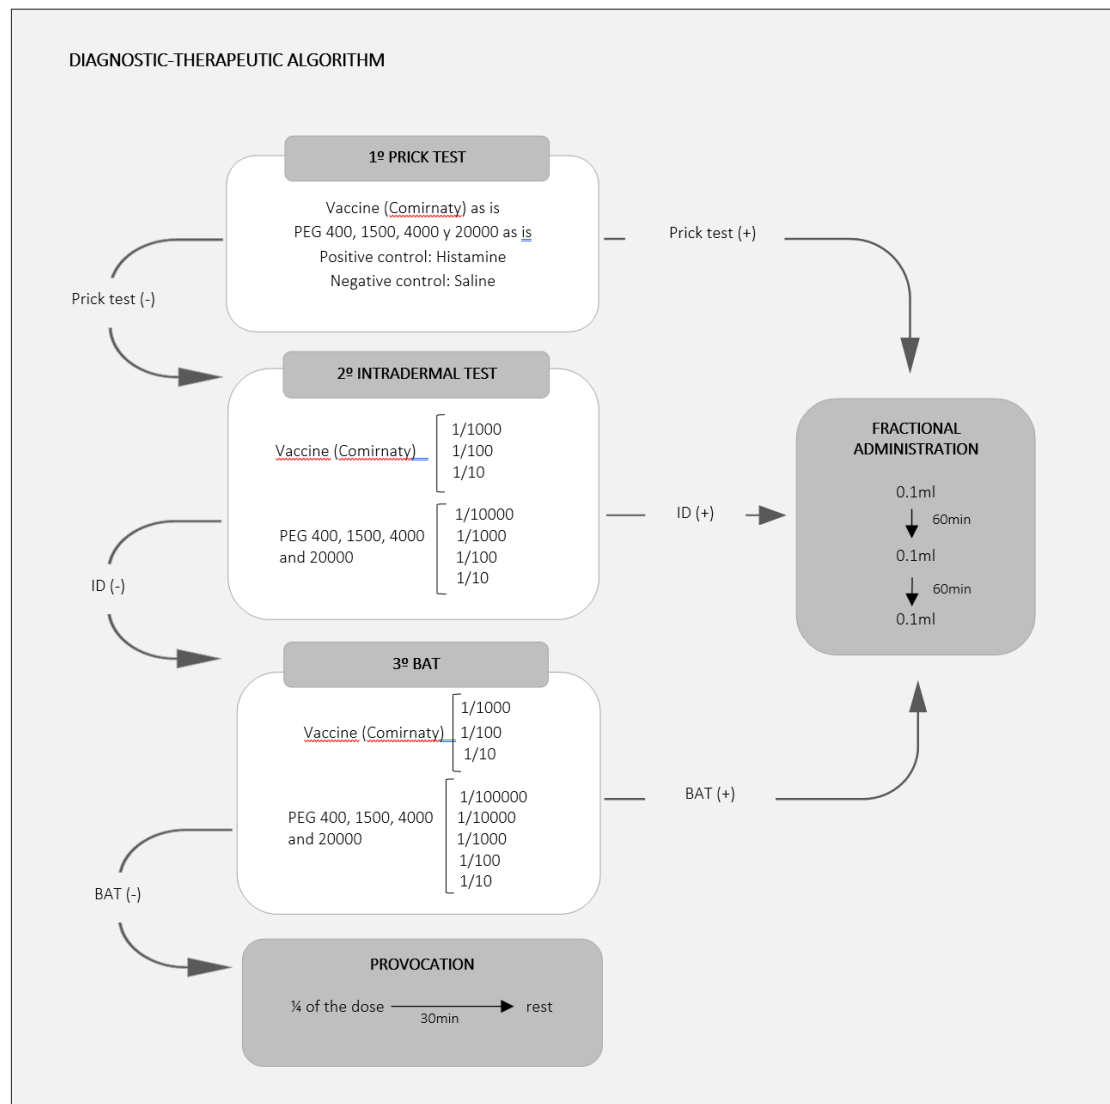 DIAGNOSTIC-THERAPEUTIC ALGORITHM
1º PRICK TEST
Vaccine (Comirnaty) as is
PEG 400, 1500, 4000 y 20000 as is
Positive control: Histamine
Negative control: Saline
Prick test (+)
Prick test (-)
2º INTRADERMAL TEST
Vaccine (Comirnaty)
1/1000
1/100
1/10
PEG 400, 1500, 4000
and 20000
1/10000
1/1000
1/100
1/10
ID (+)
ID (-)
FRACTIONAL
ADMINISTRATION
0.1ml
60min
0.1ml
60min
0.1ml
3º BAT
Vaccine (Comirnaty)
1/1000
1/100
1/10
PEG 400, 1500, 4000
and 20000
1/100000
1/10000
1/1000
1/100
1/10
BAT (+)
BAT (-)
PROVOCATION
¼ of the dose
30min
rest